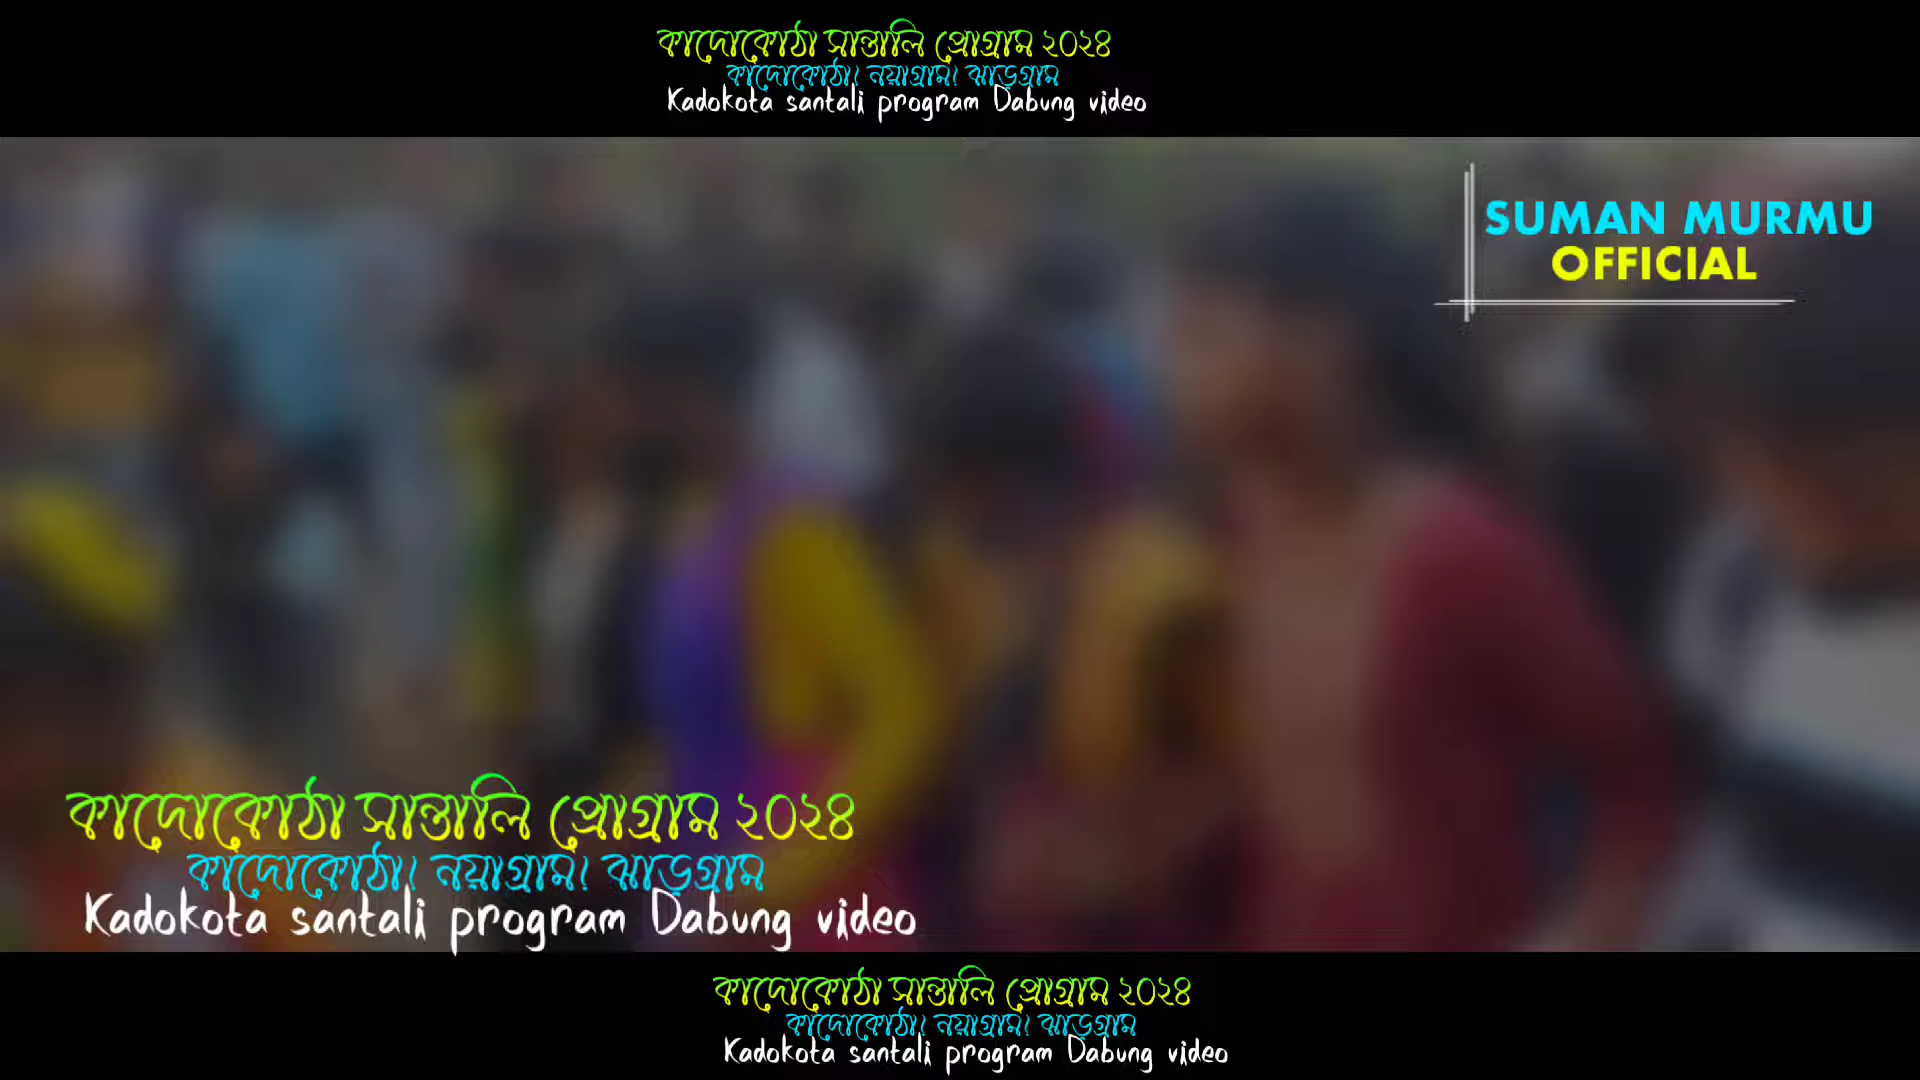 কাদোকোঠা সান্তালি প্রোগ্রাম ২০২৪
কাদোকোঠা। নয়াগ্রাম। ঝাড়গ্রাম
Kadokota santali program Dabung video
SUMAN MURMU
OFFICIAL
কাদোকোঠা সান্তালি প্রোগ্রাম ২০২৪
কাদোকোঠা। নয়াগ্রাম। ঝাড়গ্রাম
Kadokota santali program Dabung video
কাদোকোঠা সান্তালি প্রোগ্রাম ২০২৪
কাদোকোঠা। নয়াগ্রাম। ঝাড়গ্রাম
Kadokota santali program Dabung video